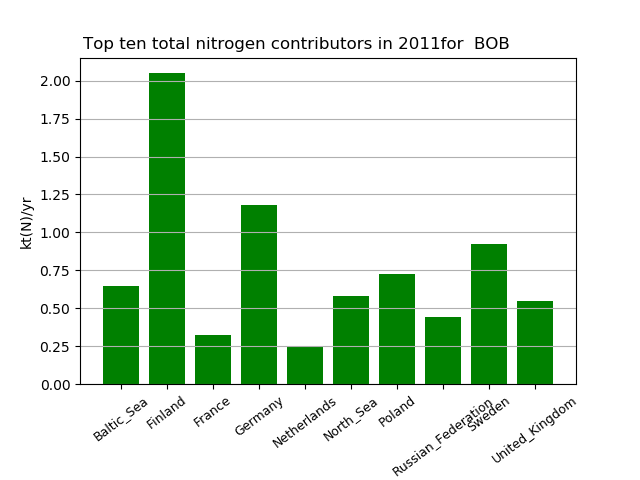 Top ten total nitrogen contributors in 2011for  BOB
kt(N)/yr
2.00
1.75
1.50
1.25
1.00
0.75
0.50
0.25
0.00
Baltic_Sea
Finland
France
Germany
Netherlands
North_Sea
Poland
Russian_Federation
Sweden
United_Kingdom